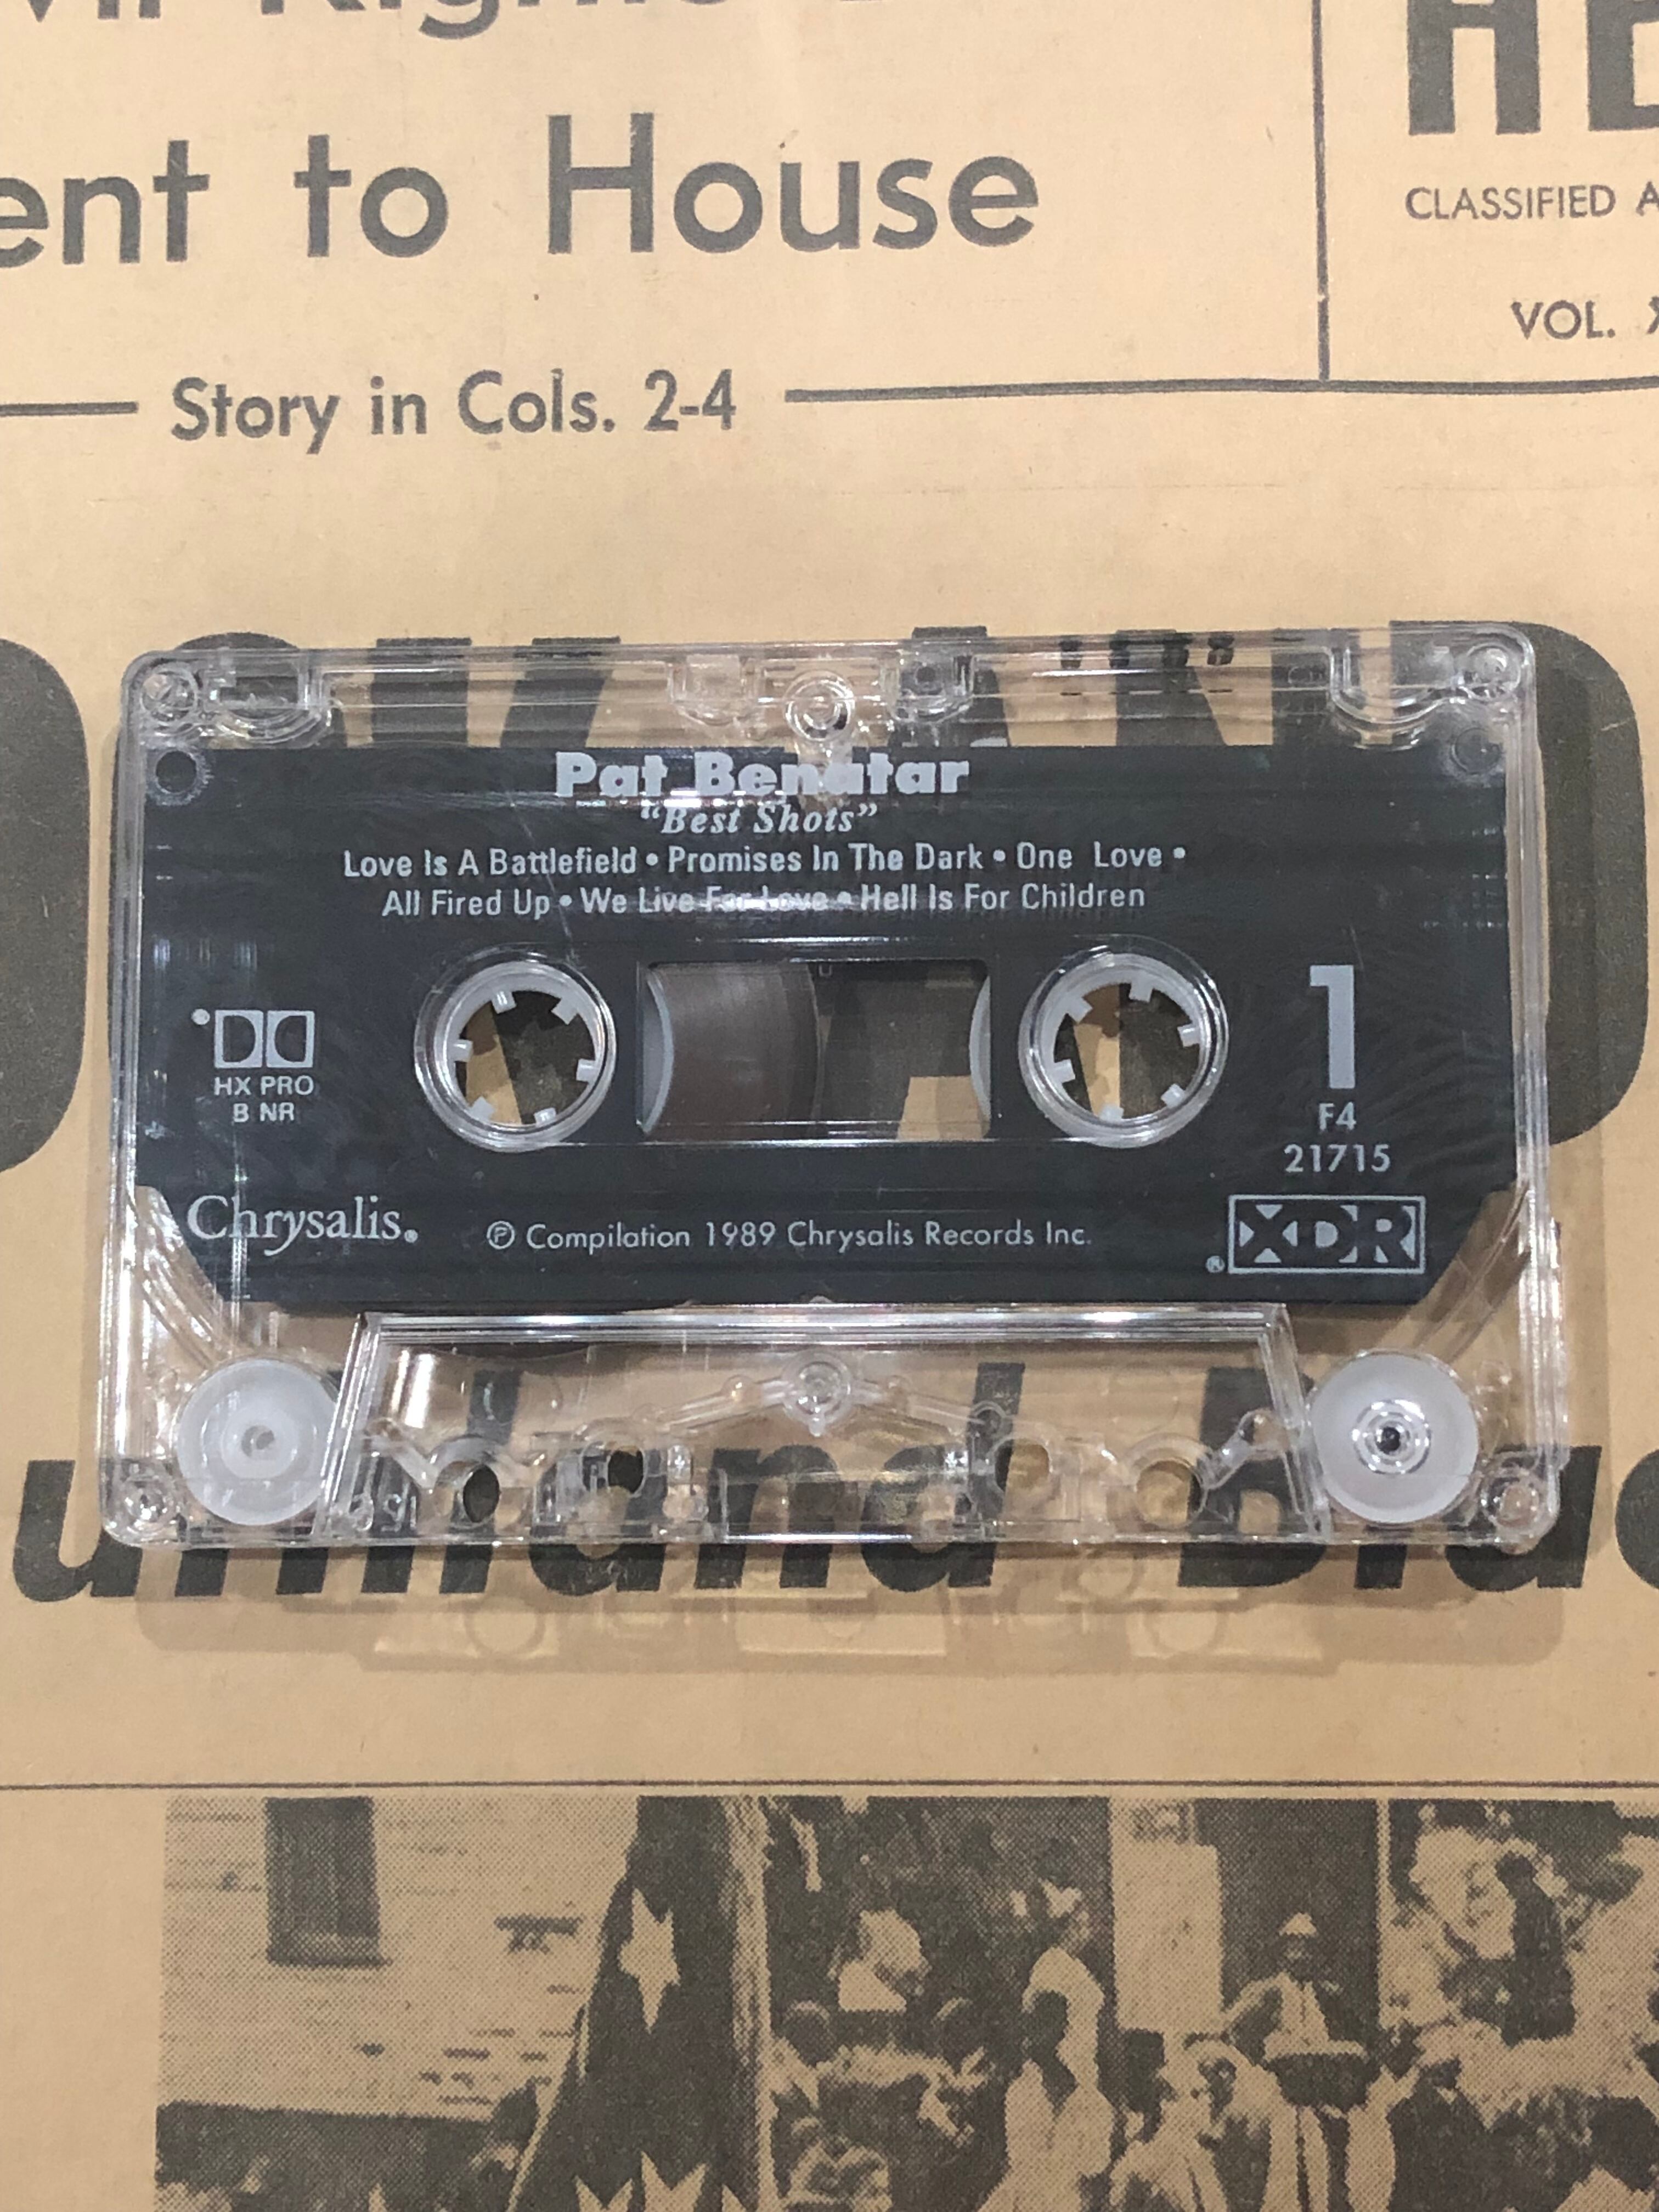 ent to House
CLASSIFIED
VOL.
Story in Cols. 2-4
Pat Benatar
“Best Shots”
Love Is A Battlefield • Promises In The Dark • One Love •
All Fired Up • We Live For Love • Hell Is For Children
HX PRO
B NR
1
F4
21715
Chrysalis®
℗ Compilation 1989 Chrysalis Records Inc.
® XDR